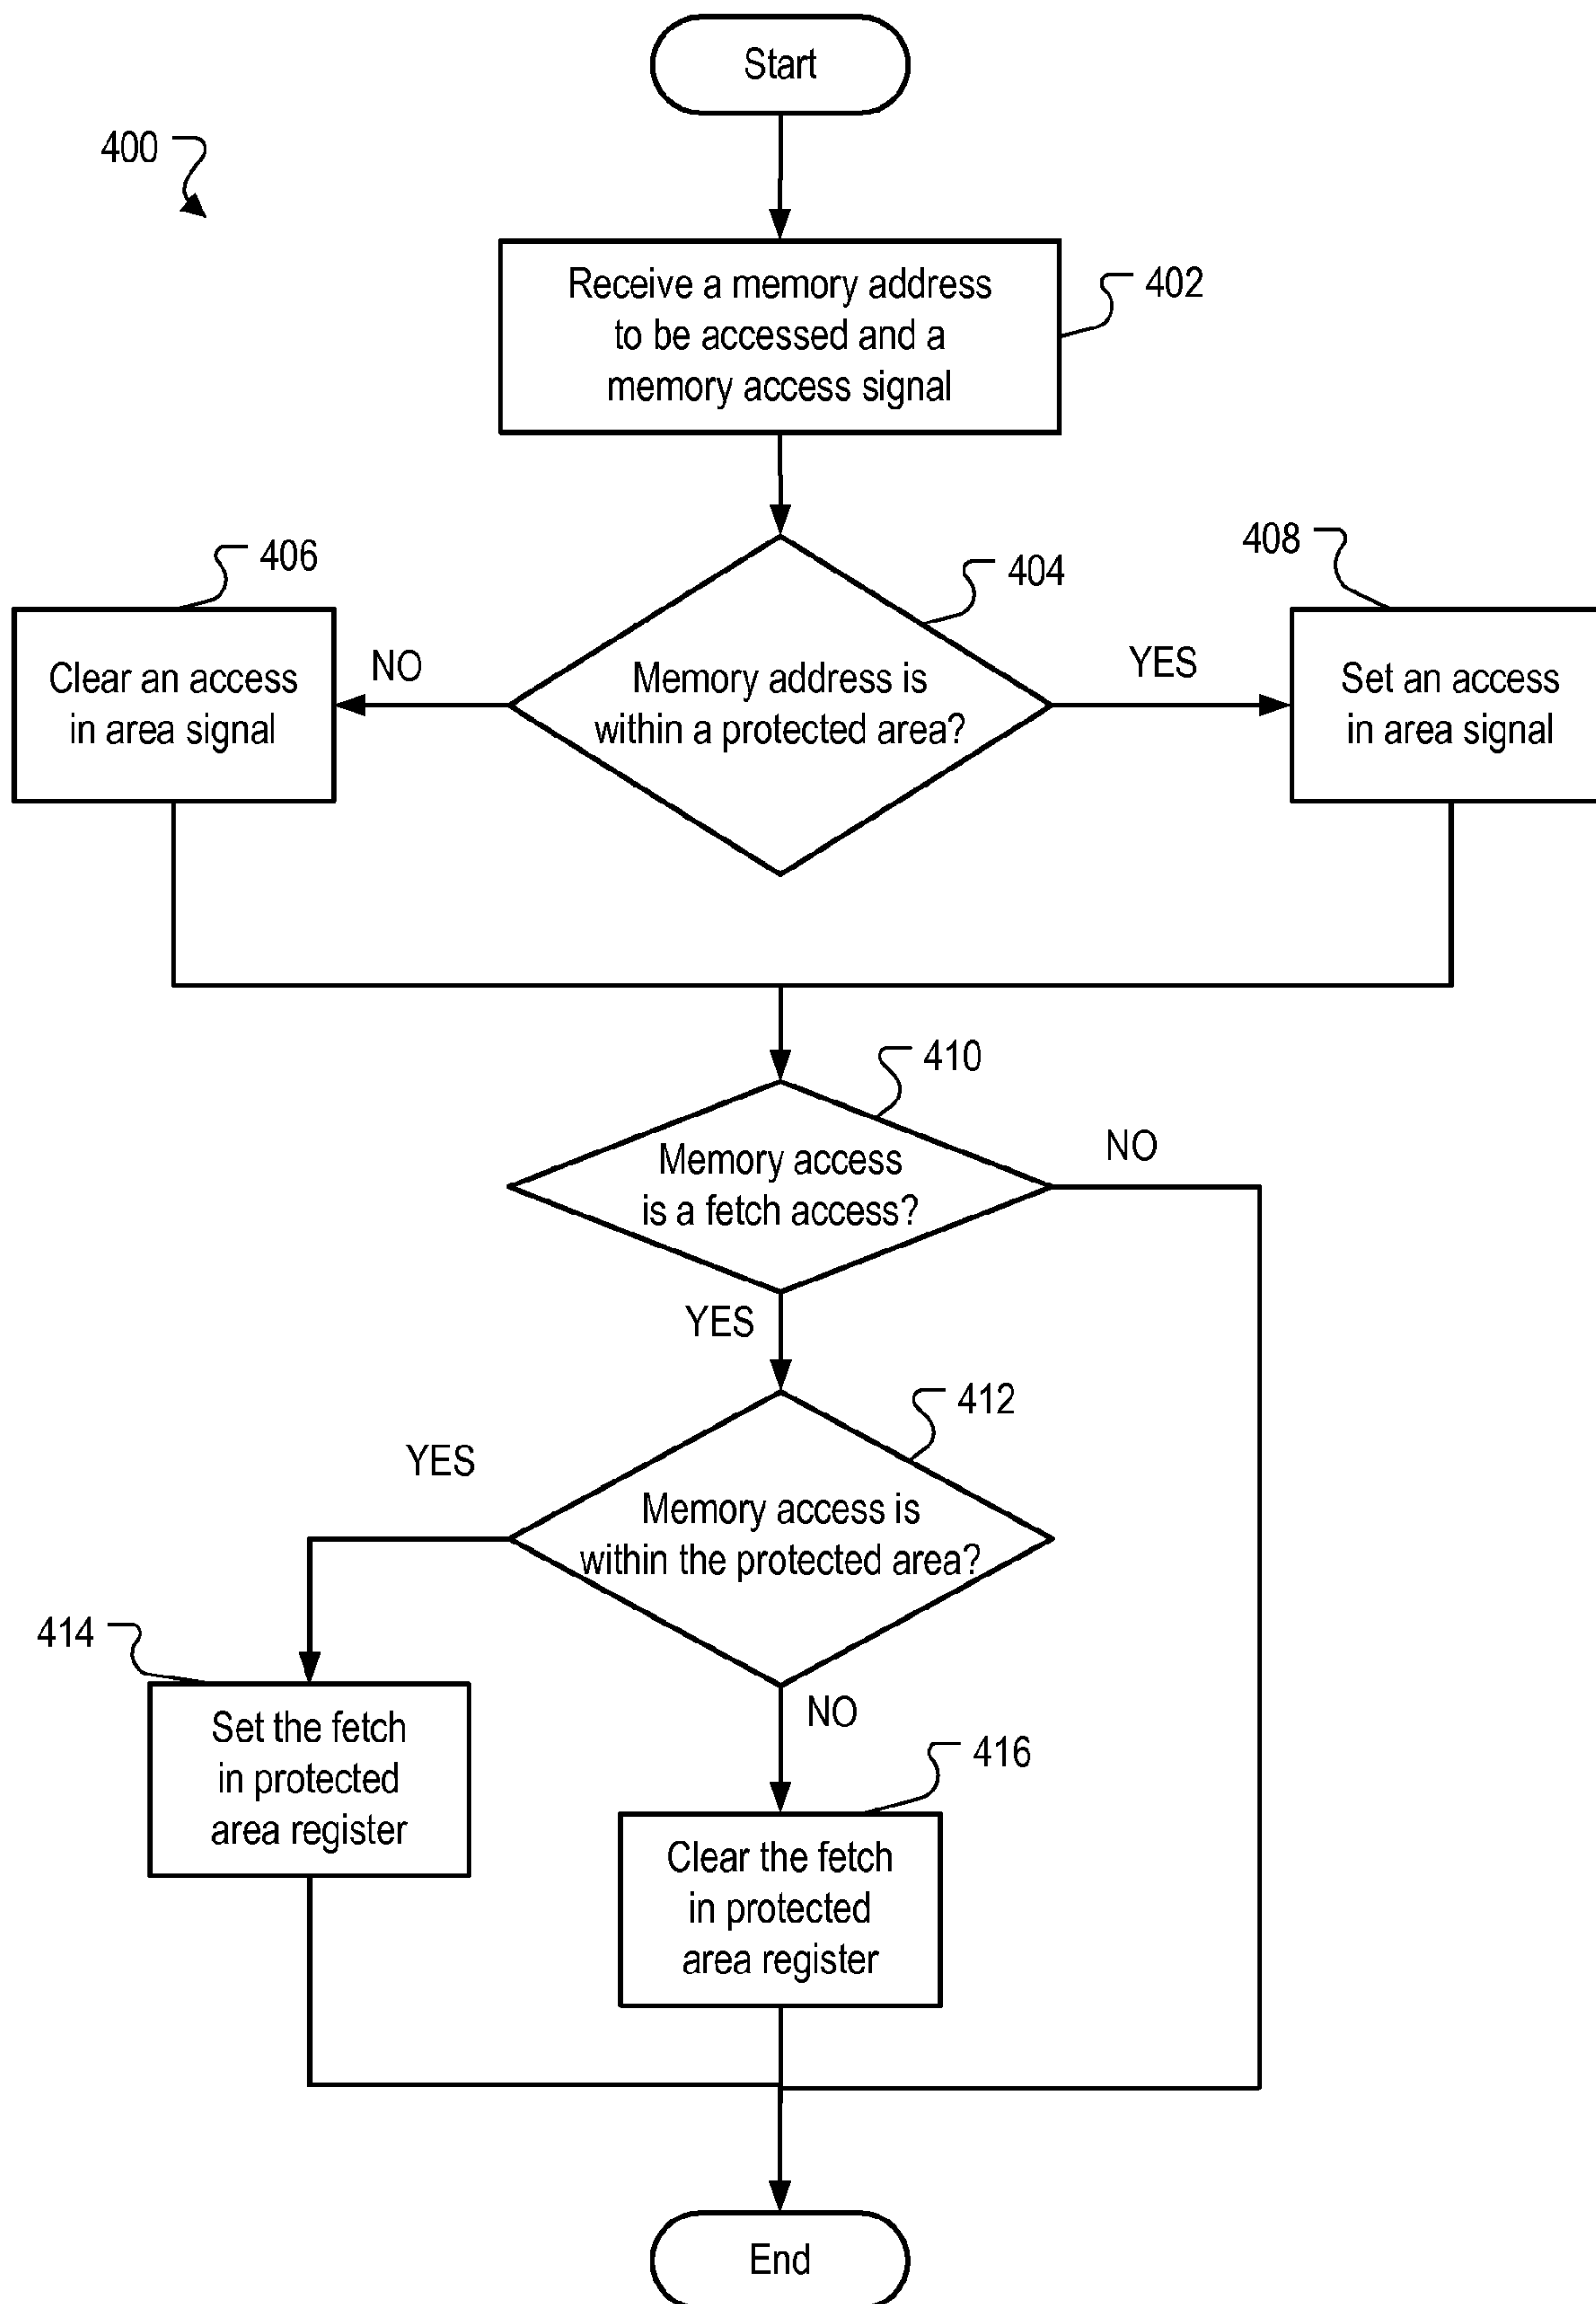 Start
400
Receive a memory address
to be accessed and a
memory access signal
402
406
404
408
Clear an access
in area signal
NO
Memory address is
within a protected area?
YES
Set an access
in area signal
410
Memory access
is a fetch access?
NO
YES
412
YES
Memory access is
within the protected area?
414
NO
Set the fetch
in protected
area register
416
Clear the fetch
in protected
area register
End